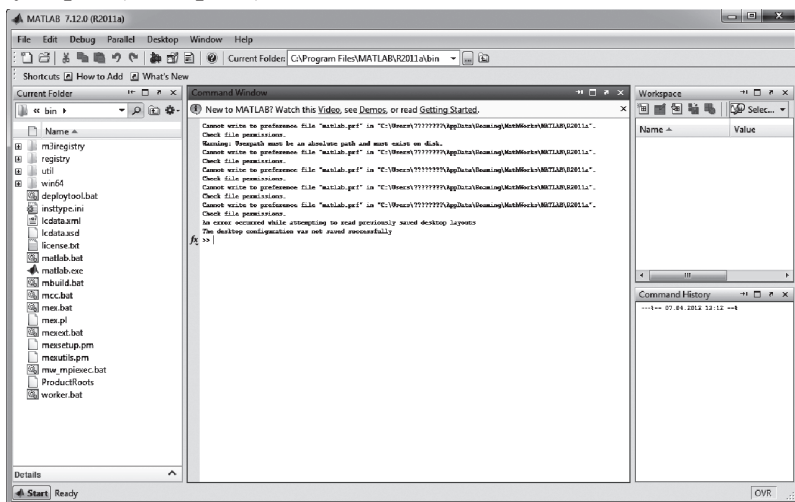 MATLAB 7.12.0 (R2011a)
File Edit Debug Parallel Desktop Window Help
Current Folder: C:\Program Files\MATLAB\R2011a\bin
Shortcuts How to Add What's New
Current Folder
« bin
Name
m3iregistry
registry
util
win64
deploytool.bat
insttype.ini
lcdata.xml
lcdata.xsd
license.txt
matlab.bat
matlab.exe
mbuild.bat
mcc.bat
mex.bat
mex.pl
mexext.bat
mexsetup.pm
mexutils.pm
mw_mpiexec.bat
ProductRoots
worker.bat
Details
Command Window
New to MATLAB? Watch this Video, see Demos, or read Getting Started.
Cannot write to preference file "matlab.prf" in "C:\Users\????????\AppData\Roaming\MathWorks\MATLAB\R2011a".
Check file permissions.
Warning: Userpath must be an absolute path and must exist on disk.
Cannot write to preference file "matlab.prf" in "C:\Users\????????\AppData\Roaming\MathWorks\MATLAB\R2011a".
Check file permissions.
Cannot write to preference file "matlab.prf" in "C:\Users\????????\AppData\Roaming\MathWorks\MATLAB\R2011a".
Check file permissions.
Cannot write to preference file "matlab.prf" in "C:\Users\????????\AppData\Roaming\MathWorks\MATLAB\R2011a".
Check file permissions.
Cannot write to preference file "matlab.prf" in "C:\Users\????????\AppData\Roaming\MathWorks\MATLAB\R2011a".
Check file permissions.
An error occurred while attempting to read previously saved desktop layouts
The desktop configuration was not saved successfully
fx >>
Workspace
Selec...
Name Value
Command History
07.04.2012 13:12 --%
Start Ready
OVR